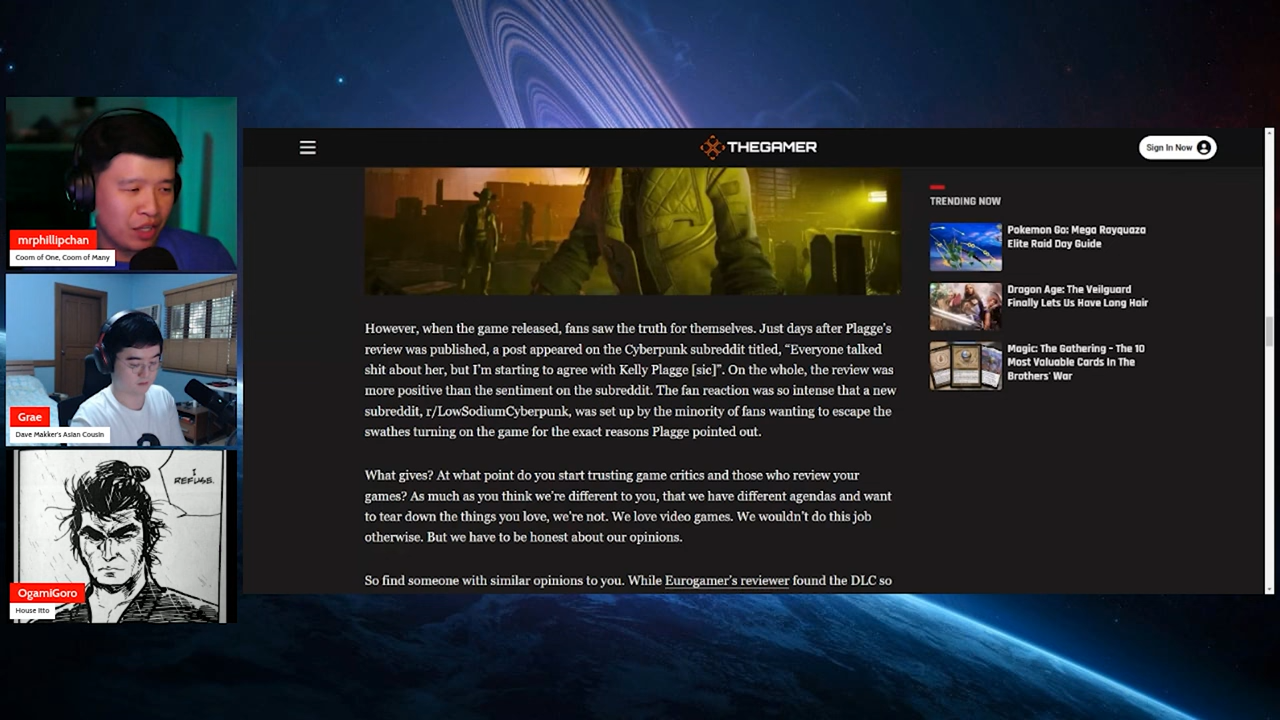 THEGAMER
Sign In Now
mrphillipchan
Coom of One, Coom of Many
Grae
Dave Makker's Asian Cousin
I
REFUSE.
OgamiGoro
House Itto
However, when the game released, fans saw the truth for themselves. Just days after Plagge's
review was published, a post appeared on the Cyberpunk subreddit titled, “Everyone talked
shit about her, but I'm starting to agree with Kelly Plagge [sic]”. On the whole, the review was
more positive than the sentiment on the subreddit. The fan reaction was so intense that a new
subreddit, r/LowSodiumCyberpunk, was set up by the minority of fans wanting to escape the
swathes turning on the game for the exact reasons Plagge pointed out.
What gives? At what point do you start trusting game critics and those who review your
games? As much as you think we're different to you, that we have different agendas and want
to tear down the things you love, we're not. We love video games. We wouldn't do this job
otherwise. But we have to be honest about our opinions.
So find someone with similar opinions to you. While Eurogamer's reviewer found the DLC so
TRENDING NOW
Pokemon Go: Mega Rayquaza
Elite Raid Day Guide
Dragon Age: The Veilguard
Finally Lets Us Have Long Hair
Magic: The Gathering - The 10
Most Valuable Cards In The
Brothers' War